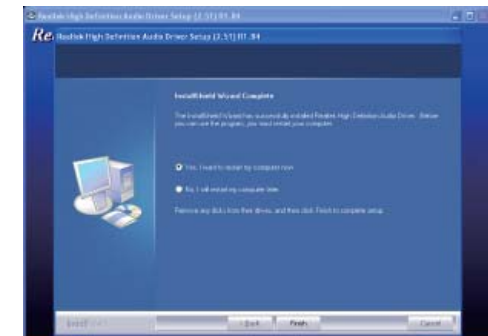 Realtek High Definition Audio Driver Setup (2.51) R1.84
Re Realtek High Definition Audio Driver Setup (2.51) R1.84
InstallShield Wizard Complete
The InstallShield Wizard has successfully installed Realtek High Definition Audio Driver. Before
you can use the program, you must restart your computer.
Yes, I want to restart my computer now.
No, I will restart my computer later.
Remove any disks from their drives, and then click Finish to complete setup.
InstallShield
< Back
Finish
Cancel